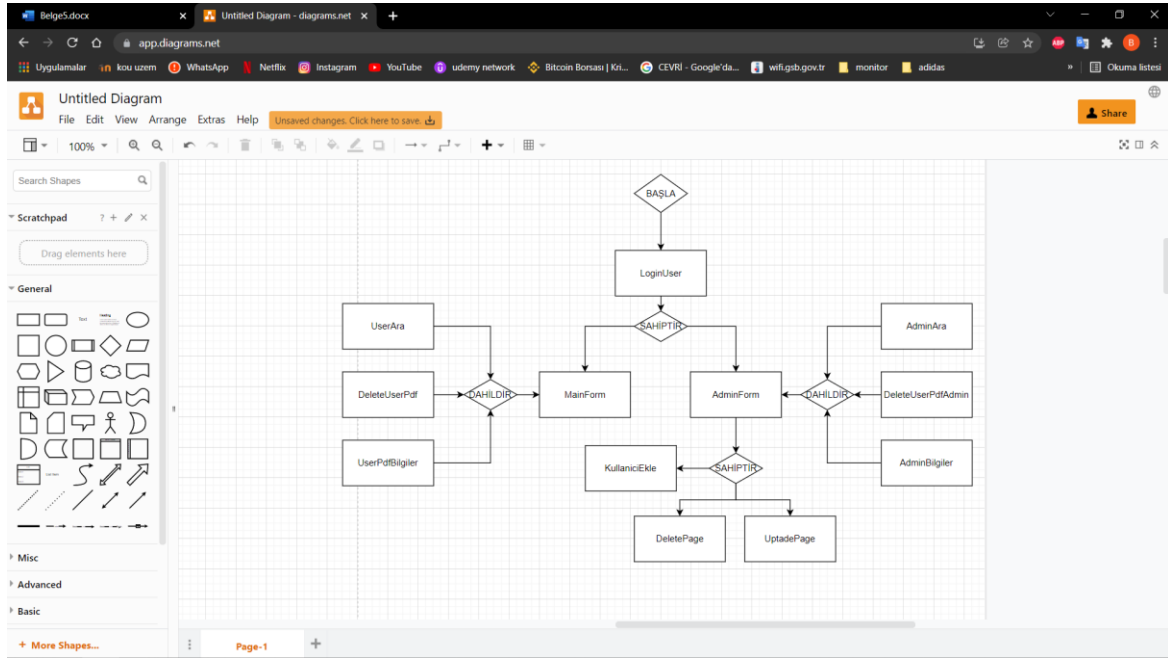 Belge5.docx
Untitled Diagram - diagrams.net
app.diagrams.net
Uygulamalar
kou uzem
WhatsApp
Netflix
Instagram
YouTube
udemy network
Bitcoin Borsası | Kri...
CEVRİ - Google'da...
wifi.gsb.gov.tr
monitor
adidas
»
Okuma listesi
Untitled Diagram
File Edit View Arrange Extras Help
Unsaved changes. Click here to save.
Share
100%
Search Shapes
Scratchpad
Drag elements here
General
Misc
Advanced
Basic
+ More Shapes...
Page-1
BAŞLA
LoginUser
SAHİPTİR
UserAra
AdminAra
DeleteUserPdf
DAHİLDİR
MainForm
AdminForm
DAHİLDİR
DeleteUserPdfAdmin
UserPdfBilgiler
KullaniciEkle
SAHİPTİR
AdminBilgiler
DeletePage
UptadePage